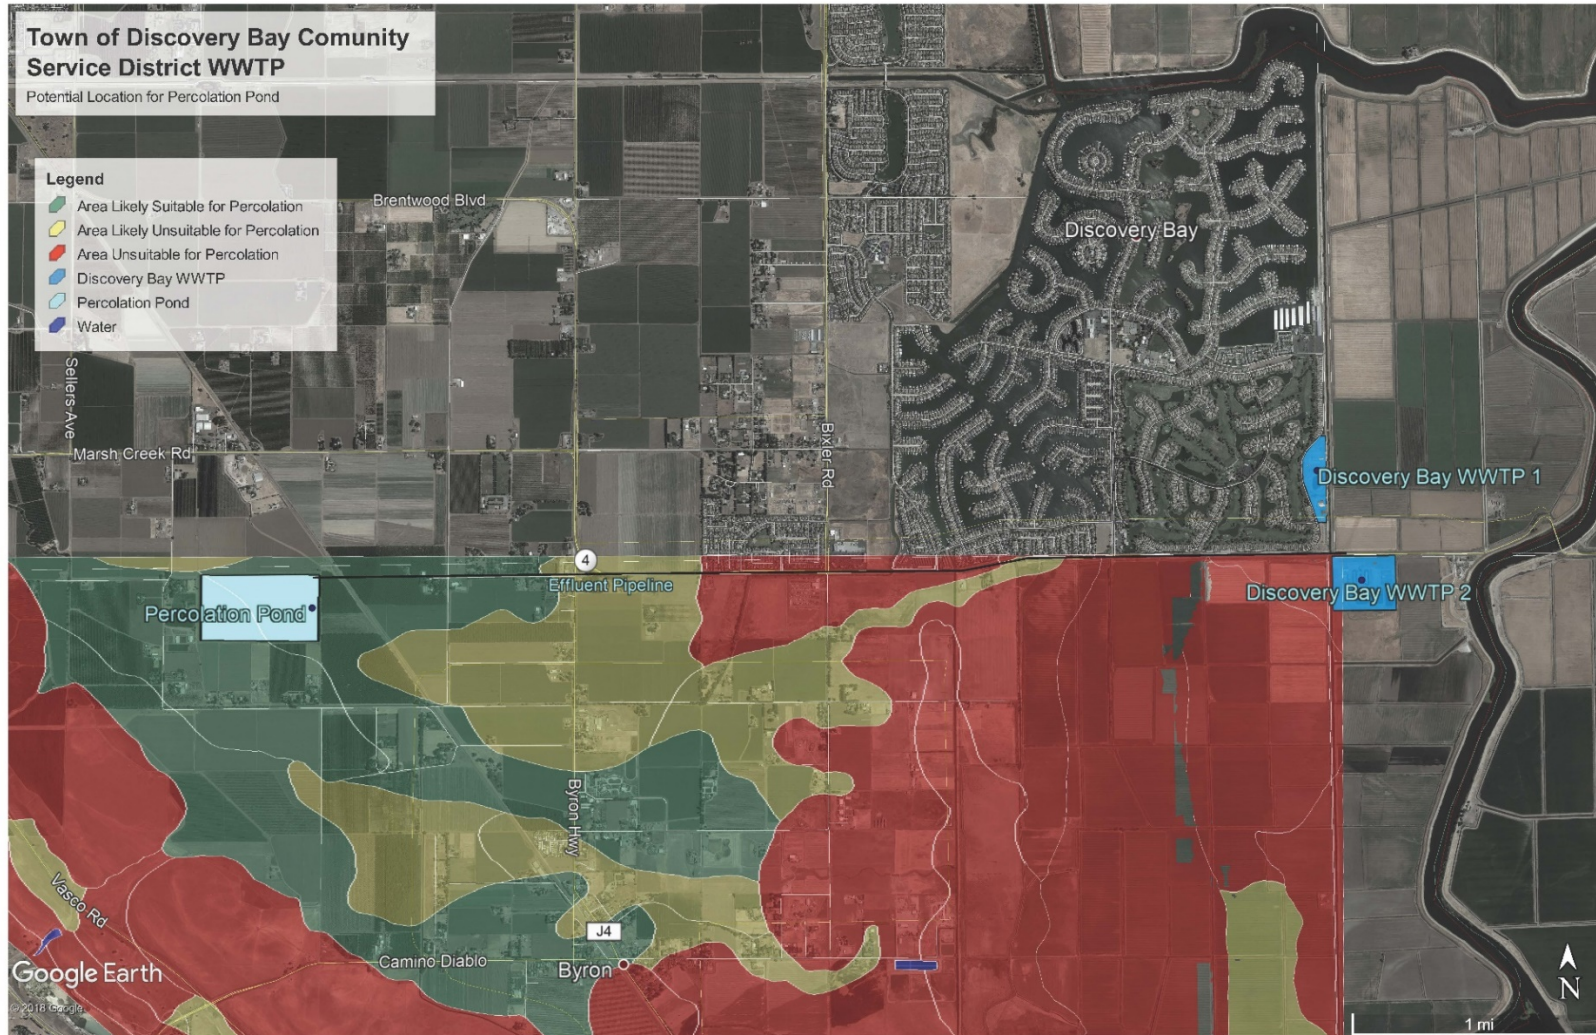 Town of Discovery Bay Comunity
Service District WWTP
Potential Location for Percolation Pond
Legend
Area Likely Suitable for Percolation
Area Likely Unsuitable for Percolation
Area Unsuitable for Percolation
Discovery Bay WWTP
Percolation Pond
Water
Brentwood Blvd
Discovery Bay
Sellers Ave
Marsh Creek Rd
Bixler Rd
Discovery Bay WWTP 1
4
Effluent Pipeline
Percolation Pond
Discovery Bay WWTP 2
Byron Hwy
Vasco Rd
J4
Camino Diablo
Byron
Google Earth
© 2018 Google
N
1 mi